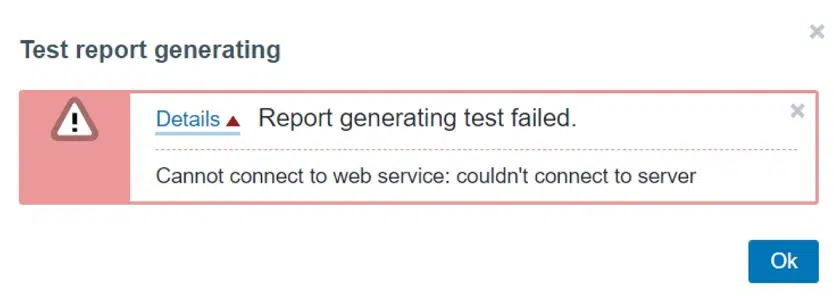 Test report generating
Details Report generating test failed.
Cannot connect to web service: couldn't connect to server
Ok